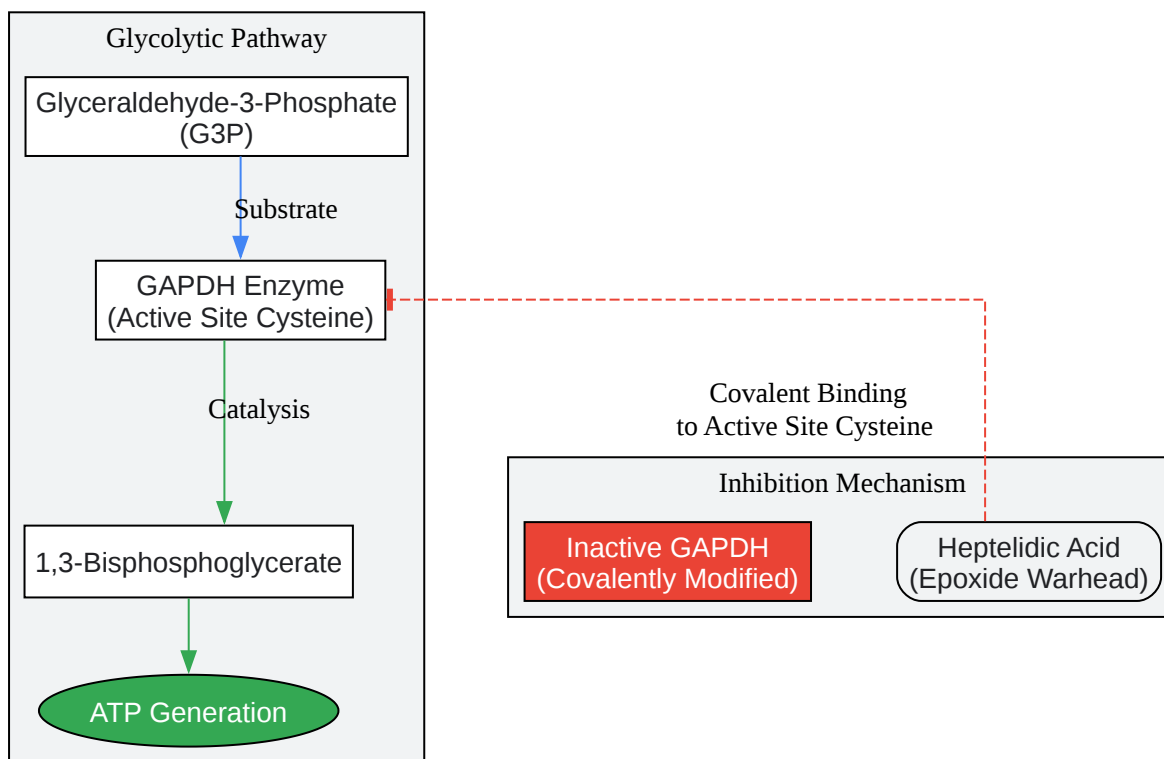 Glycolytic Pathway
Glyceraldehyde-3-Phosphate
(G3P)
Substrate
GAPDH Enzyme
(Active Site Cysteine)
Catalysis
1,3-Bisphosphoglycerate
ATP Generation
Covalent Binding
to Active Site Cysteine
Inhibition Mechanism
Inactive GAPDH
(Covalently Modified)
Heptelidic Acid
(Epoxide Warhead)